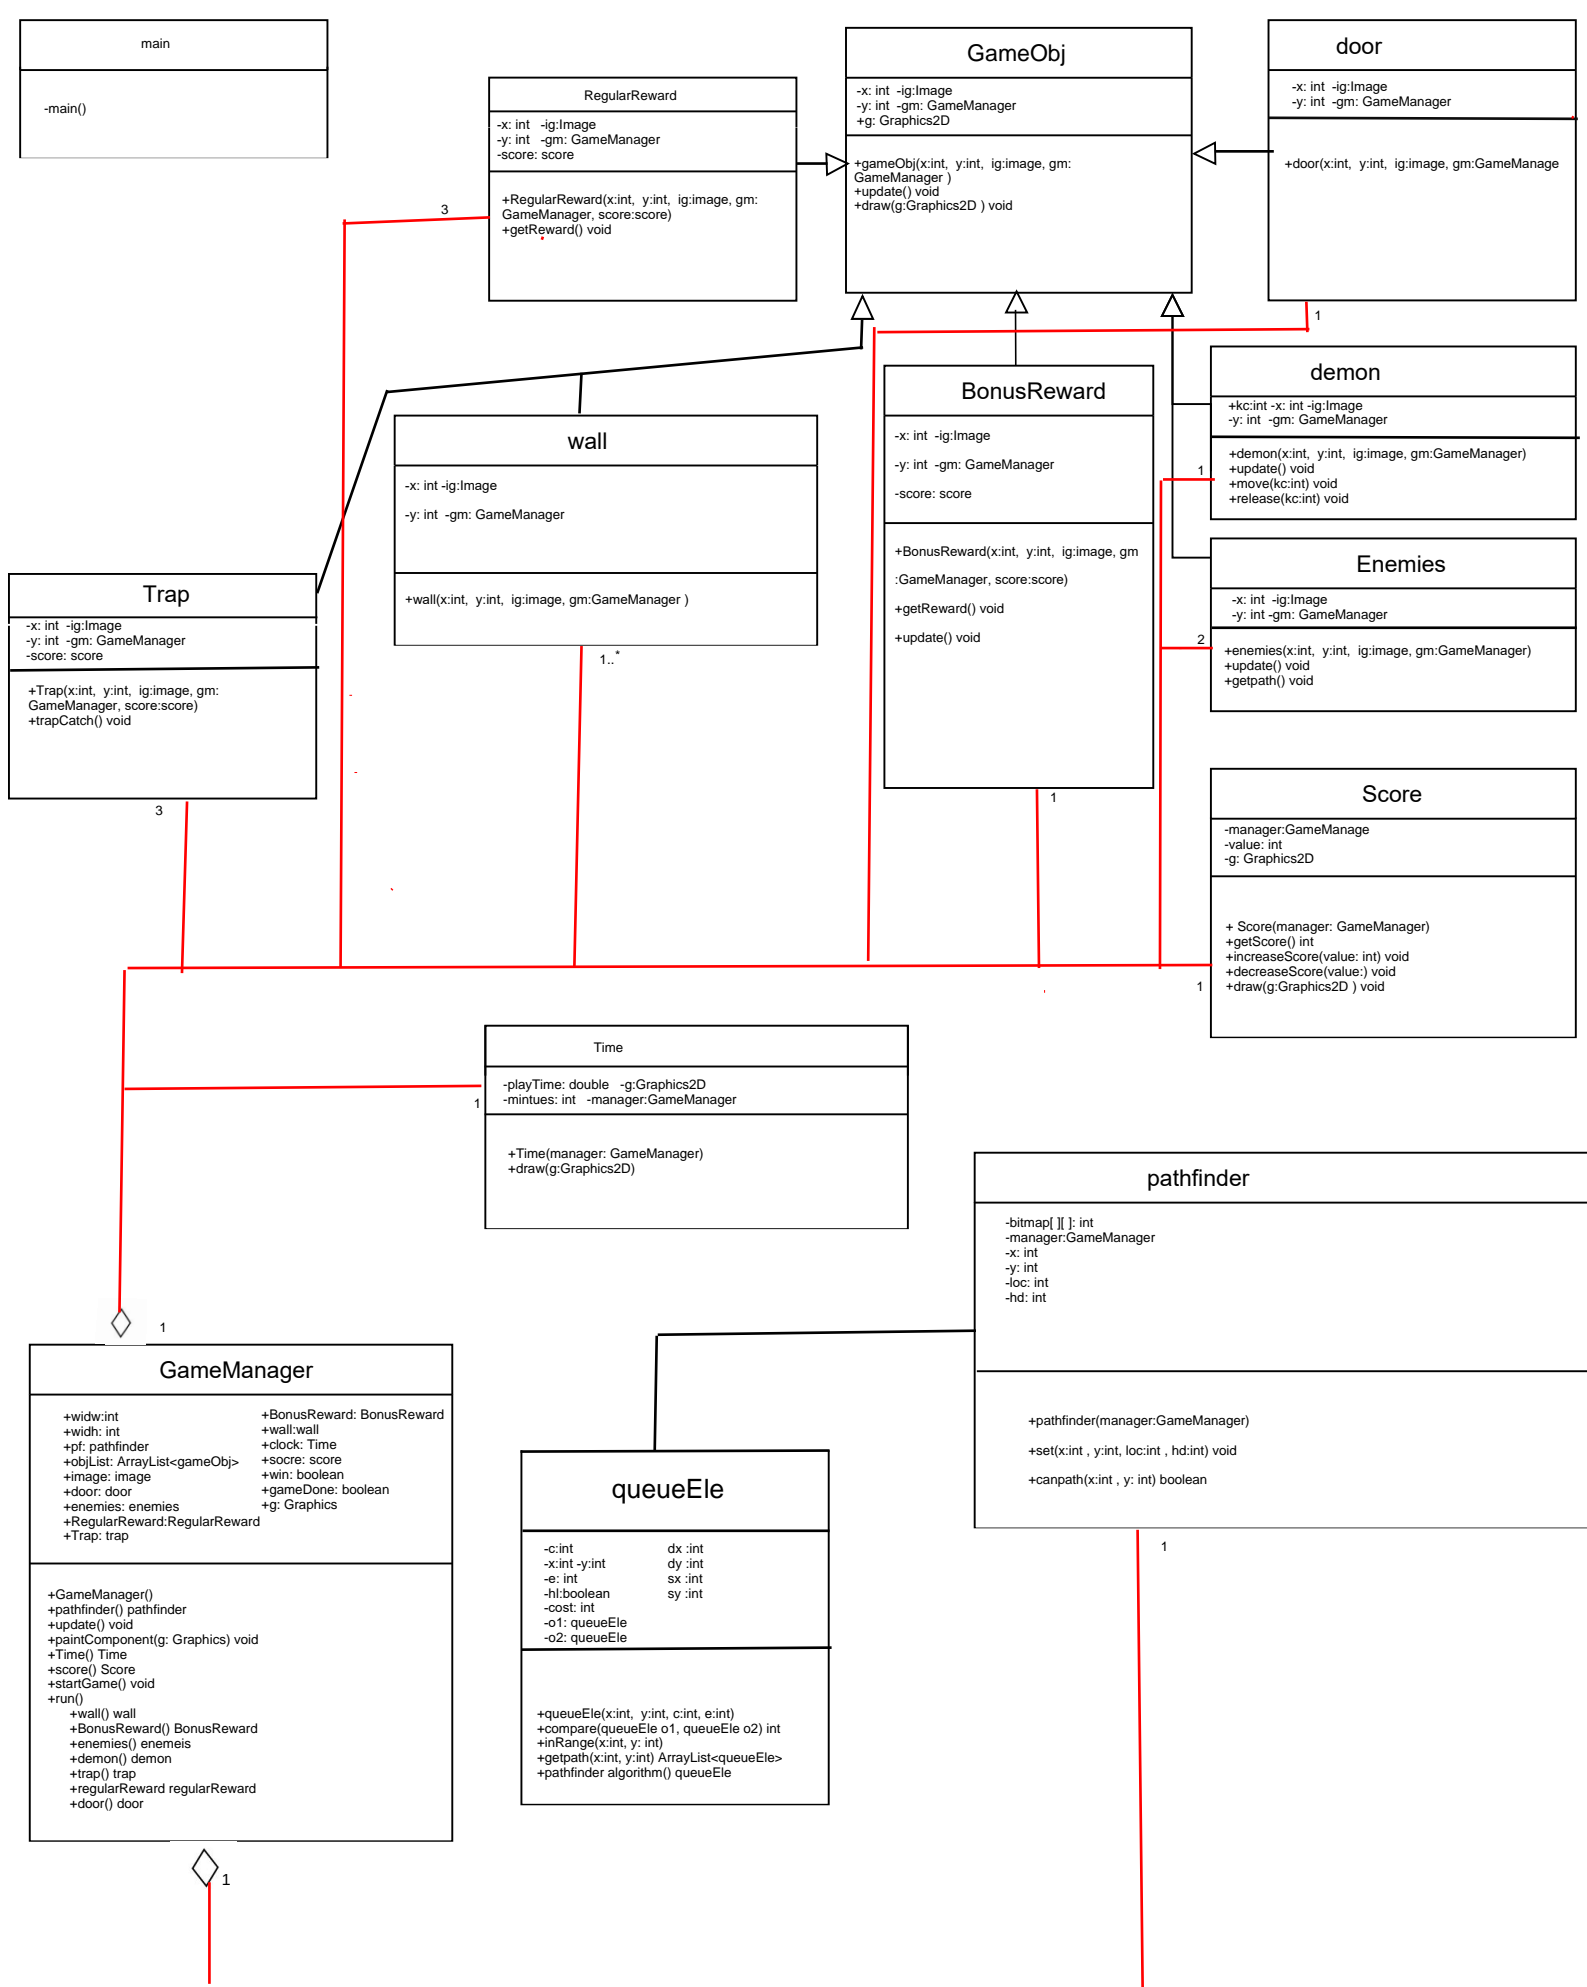 main
-main()
RegularReward
-x: int -ig:Image
-y: int -gm: GameManager
-score: score
+RegularReward(x:int, y:int, ig:image, gm:
GameManager, score:score)
+getReward() void
3
GameObj
-x: int -ig:Image
-y: int -gm: GameManager
+g: Graphics2D
+gameObj(x:int, y:int, ig:image, gm:
GameManager )
+update() void
+draw(g:Graphics2D ) void
door
-x: int -ig:Image
-y: int -gm: GameManager
+door(x:int, y:int, ig:image, gm:GameManage
1
wall
-x: int -ig:Image
-y: int -gm: GameManager
+wall(x:int, y:int, ig:image, gm:GameManager )
1..*
BonusReward
-x: int -ig:Image
-y: int -gm: GameManager
-score: score
+BonusReward(x:int, y:int, ig:image, gm
:GameManager, score:score)
+getReward() void
+update() void
1
demon
+kc:int -x: int -ig:Image
-y: int -gm: GameManager
+demon(x:int, y:int, ig:image, gm:GameManager)
+update() void
+move(kc:int) void
+release(kc:int) void
1
Enemies
-x: int -ig:Image
-y: int -gm: GameManager
+enemies(x:int, y:int, ig:image, gm:GameManager)
+update() void
+getpath() void
2
Trap
-x: int -ig:Image
-y: int -gm: GameManager
-score: score
+Trap(x:int, y:int, ig:image, gm:
GameManager, score:score)
+trapCatch() void
3
Score
-manager:GameManage
-value: int
-g: Graphics2D
+ Score(manager: GameManager)
+getScore() int
+increaseScore(value: int) void
+decreaseScore(value:) void
+draw(g:Graphics2D ) void
1
Time
-playTime: double -g:Graphics2D
-mintues: int -manager:GameManager
+Time(manager: GameManager)
+draw(g:Graphics2D)
1
pathfinder
-bitmap[ ][ ]: int
-manager:GameManager
-x: int
-y: int
-loc: int
-hd: int
+pathfinder(manager:GameManager)
+set(x:int , y:int, loc:int , hd:int) void
+canpath(x:int , y: int) boolean
1
1
GameManager
+widw:int
+widh: int
+pf: pathfinder
+objList: ArrayList<gameObj>
+image: image
+door: door
+enemies: enemies
+RegularReward:RegularReward
+Trap: trap
+BonusReward: BonusReward
+wall:wall
+clock: Time
+socre: score
+win: boolean
+gameDone: boolean
+g: Graphics
+GameManager()
+pathfinder() pathfinder
+update() void
+paintComponent(g: Graphics) void
+Time() Time
+score() Score
+startGame() void
+run()
+wall() wall
+BonusReward() BonusReward
+enemies() enemeis
+demon() demon
+trap() trap
+regularReward regularReward
+door() door
1
queueEle
-c:int
-x:int -y:int
-e: int
-hl:boolean
-cost: int
-o1: queueEle
-o2: queueEle
dx :int
dy :int
sx :int
sy :int
+queueEle(x:int, y:int, c:int, e:int)
+compare(queueEle o1, queueEle o2) int
+inRange(x:int, y: int)
+getpath(x:int, y:int) ArrayList<queueEle>
+pathfinder algorithm() queueEle